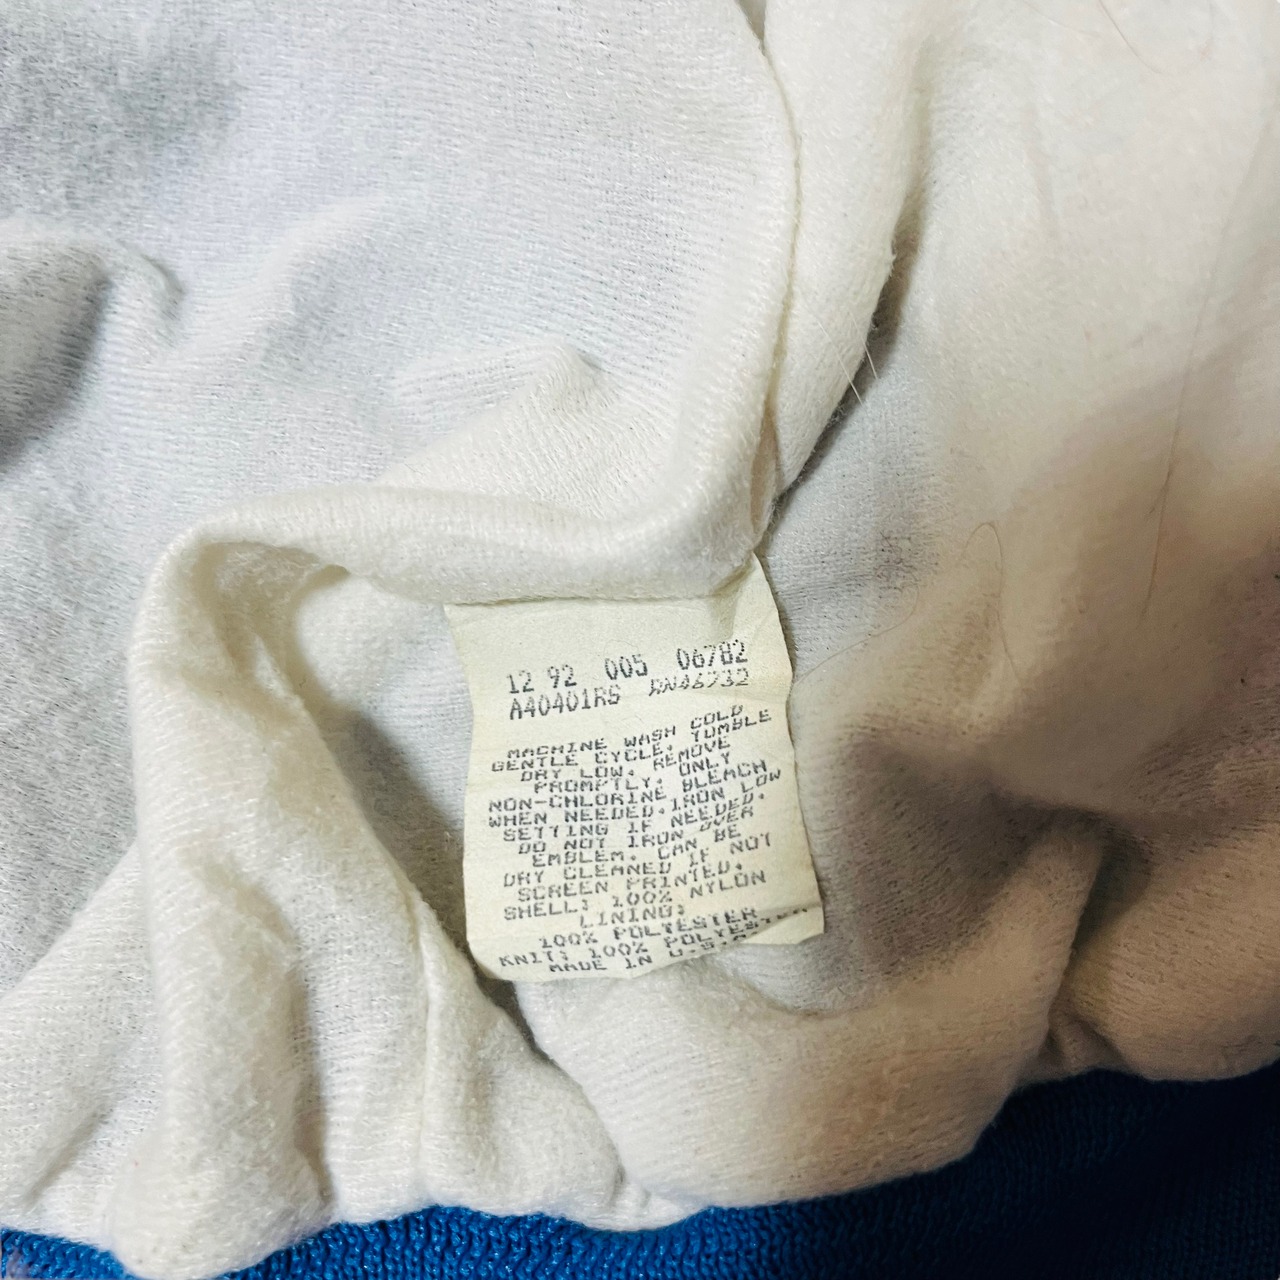 12 92 005 06782
A40401RS RN46232
MACHINE WASH COLD
GENTLE CYCLE. TUMBLE
DRY LOW. REMOVE
PROMPTLY. ONLY
NON-CHLORINE BLEACH
WHEN NEEDED.IRON LOW
SETTING IF NEEDED.
DO NOT IRON OVER
EMBLEM. CAN BE
DRY CLEANED IF NOT
SCREEN PRINTED.
SHELL: 100% NYLON
LINING:
100% POLYESTER
KNIT: 100% POLYESTER
MADE IN U.S.A.